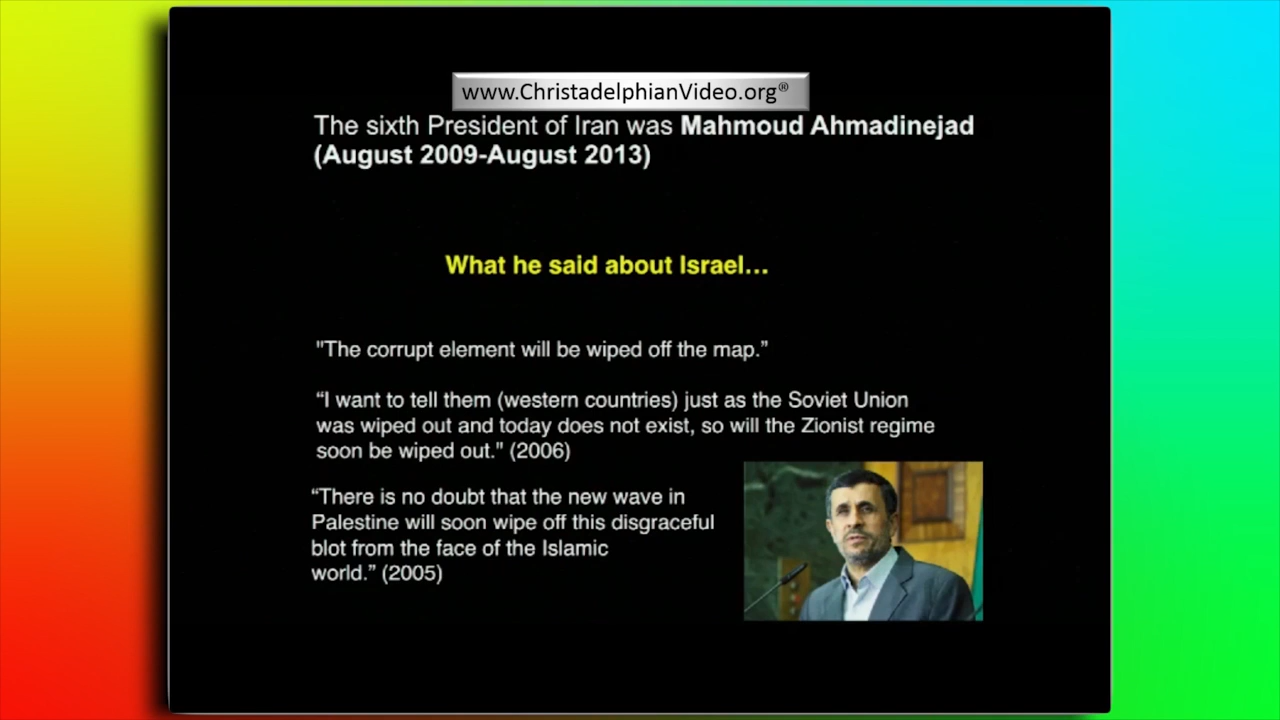 www.ChristadelphianVideo.org®
The sixth President of Iran was Mahmoud Ahmadinejad
(August 2009-August 2013)
What he said about Israel…
"The corrupt element will be wiped off the map.”
“I want to tell them (western countries) just as the Soviet Union
was wiped out and today does not exist, so will the Zionist regime
soon be wiped out." (2006)
“There is no doubt that the new wave in
Palestine will soon wipe off this disgraceful
blot from the face of the Islamic
world.” (2005)